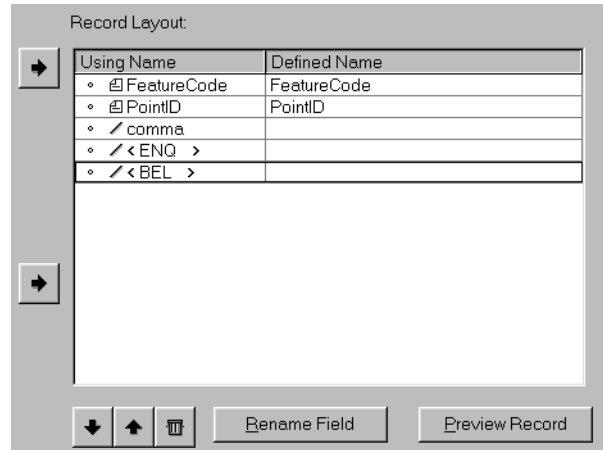 Record Layout:
Using Name Defined Name
FeatureCode FeatureCode
PointID PointID
comma
< ENQ >
< BEL >
Rename Field Preview Record